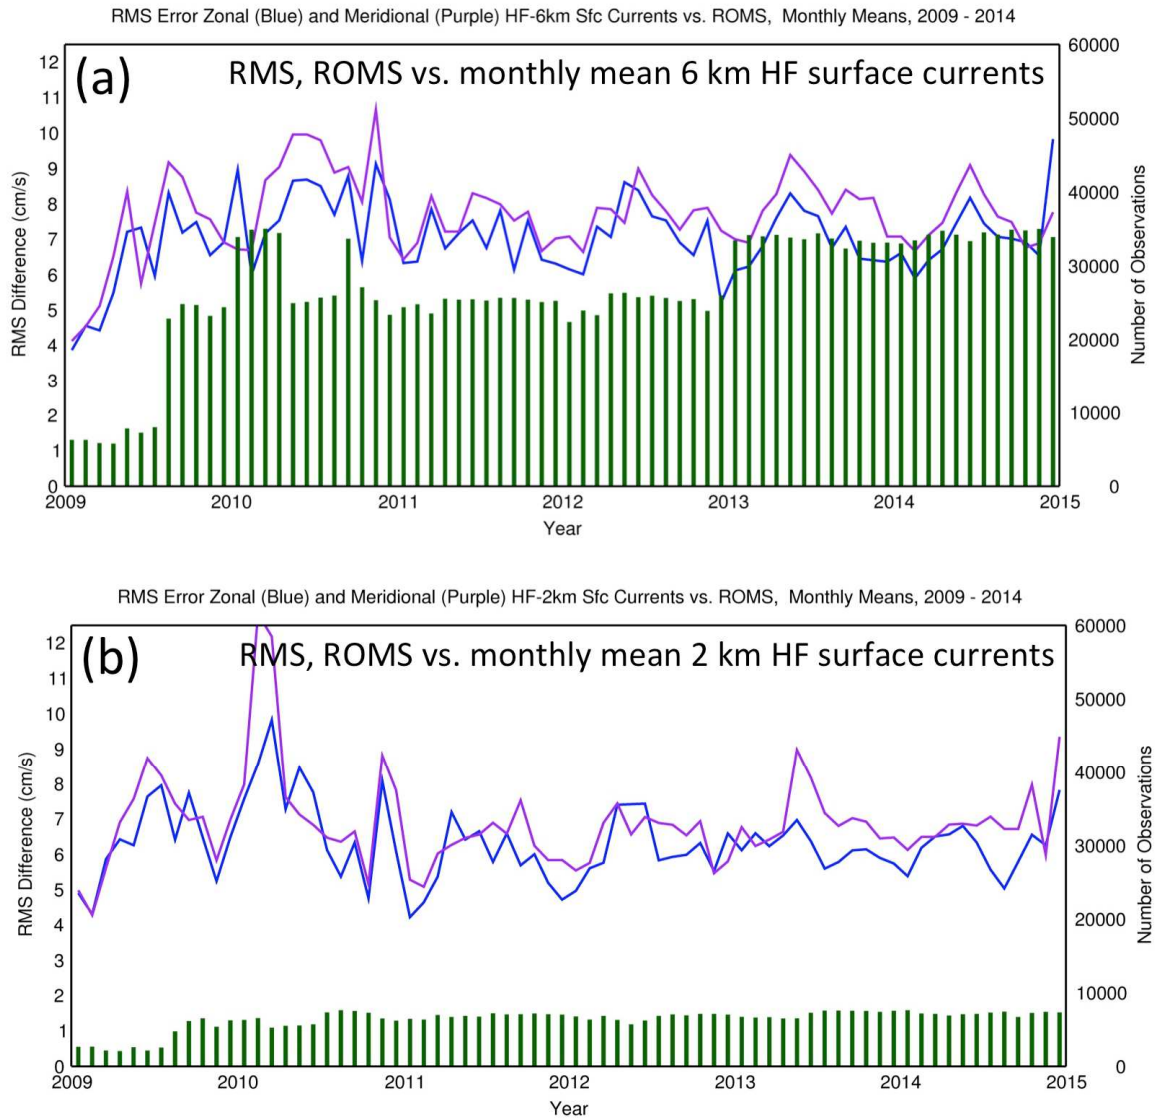 RMS Error Zonal (Blue) and Meridional (Purple) HF-6km Sfc Currents vs. ROMS, Monthly Means, 2009 - 2014
(a)
RMS, ROMS vs. monthly mean 6 km HF surface currents
RMS Difference (cm/s)
12
11
10
9
8
7
6
5
4
3
2
1
0
60000
50000
40000
30000
20000
10000
0
Number of Observations
2009 2010 2011 2012 2013 2014 2015
Year
RMS Error Zonal (Blue) and Meridional (Purple) HF-2km Sfc Currents vs. ROMS, Monthly Means, 2009 - 2014
(b)
RMS, ROMS vs. monthly mean 2 km HF surface currents
RMS Difference (cm/s)
12
11
10
9
8
7
6
5
4
3
2
1
0
60000
50000
40000
30000
20000
10000
0
Number of Observations
2009 2010 2011 2012 2013 2014 2015
Year